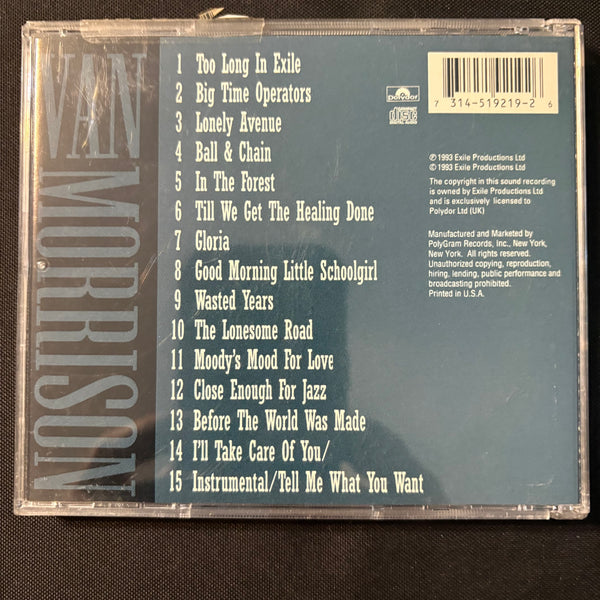 VAN MORRISON
1 Too Long In Exile
2 Big Time Operators
3 Lonely Avenue
4 Ball & Chain
5 In The Forest
6 Till We Get The Healing Done
7 Gloria
8 Good Morning Little Schoolgirl
9 Wasted Years
10 The Lonesome Road
11 Moody's Mood For Love
12 Close Enough For Jazz
13 Before The World Was Made
14 I'll Take Care Of You/
15 Instrumental/Tell Me What You Want
Polydor
COMPACT
disc
DIGITAL AUDIO
7 314-519219-2 6
℗ 1993 Exile Productions Ltd
© 1993 Exile Productions Ltd
The copyright in this sound recording
is owned by Exile Productions Ltd
and is exclusively licensed to
Polydor Ltd (UK)
Manufactured and Marketed by
PolyGram Records, Inc., New York,
New York. All rights reserved.
Unauthorized copying, reproduction,
hiring, lending, public performance and
broadcasting prohibited.
Printed in U.S.A.